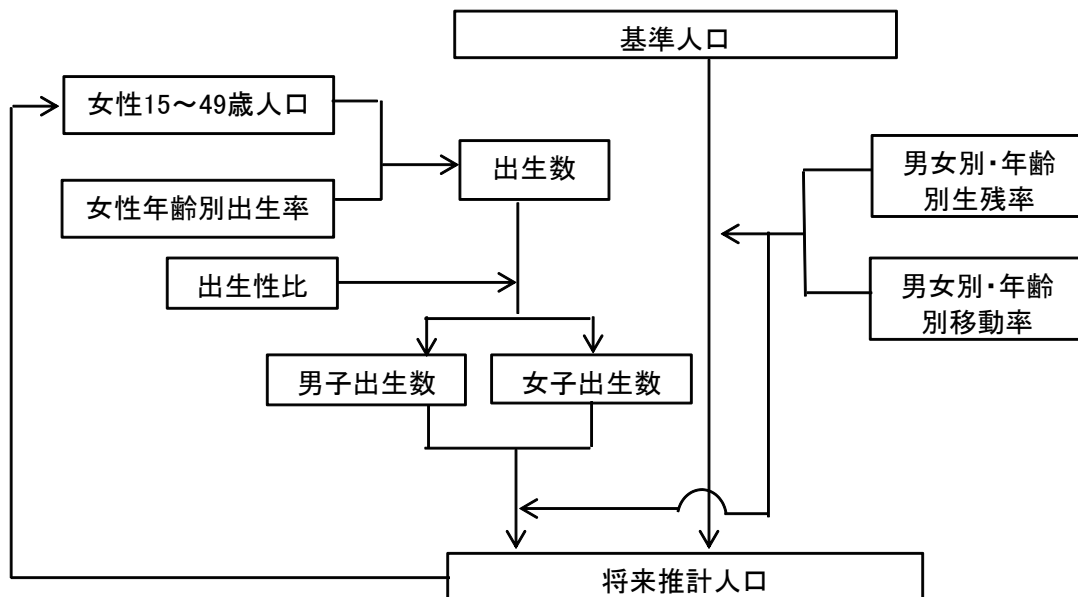 基準人口
女性15～49歳人口
出生数
男女別・年齢
別生残率
女性年齢別出生率
出生性比
男女別・年齢
別移動率
男子出生数
女子出生数
将来推計人口